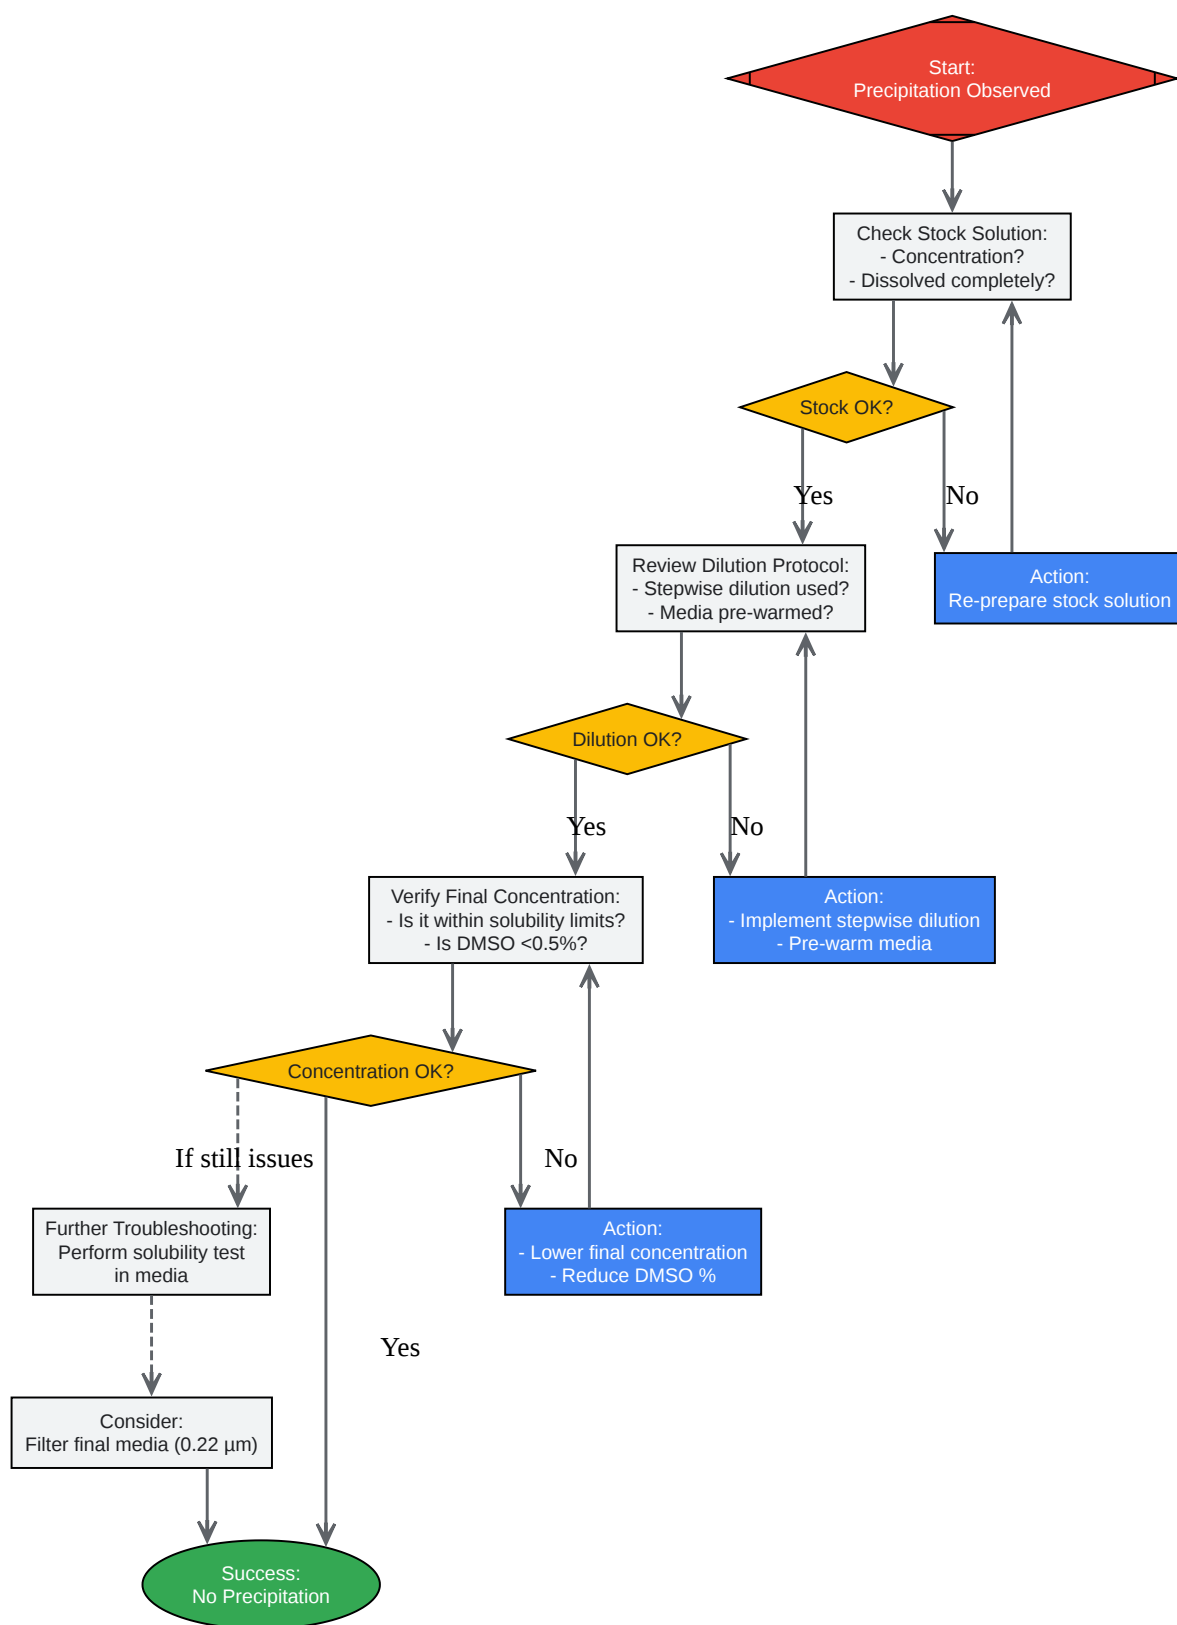 Start:
Precipitation Observed
Check Stock Solution:
- Concentration?
- Dissolved completely?
Stock OK?
Yes
No
Review Dilution Protocol:
- Stepwise dilution used?
- Media pre-warmed?
Action:
Re-prepare stock solution
Dilution OK?
Yes
No
Verify Final Concentration:
- Is it within solubility limits?
- Is DMSO <0.5%?
Action:
- Implement stepwise dilution
- Pre-warm media
Concentration OK?
If still issues
No
Further Troubleshooting:
Perform solubility test
in media
Action:
- Lower final concentration
- Reduce DMSO %
Yes
Consider:
Filter final media (0.22 µm)
Success:
No Precipitation